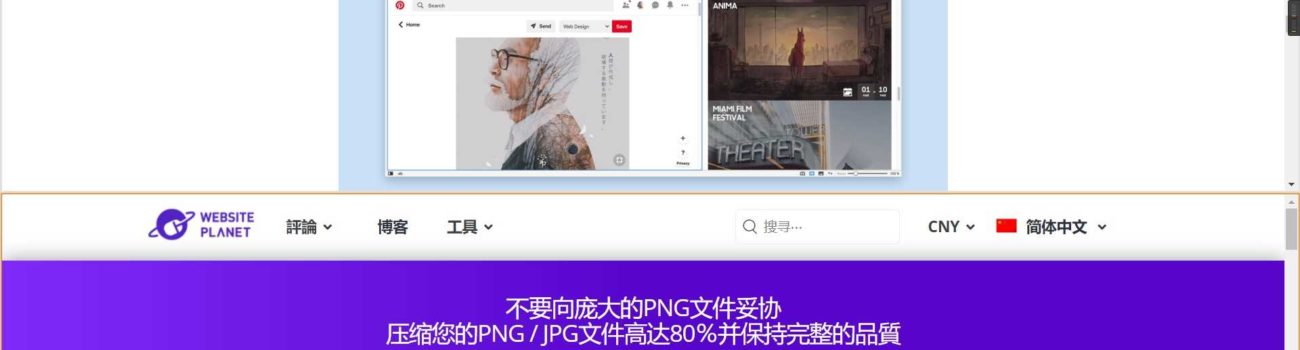 Search
ANIMA
Home
Send
Web Design
Save
01 . 10
MIAMI FILM
FESTIVAL
THEATER
?
Privacy
WEBSITE
PLANET
評論
博客
工具
搜寻...
CNY
简体中文
不要向庞大的PNG文件妥协
压缩您的PNG / JPG文件高达80%并保持完整的品質